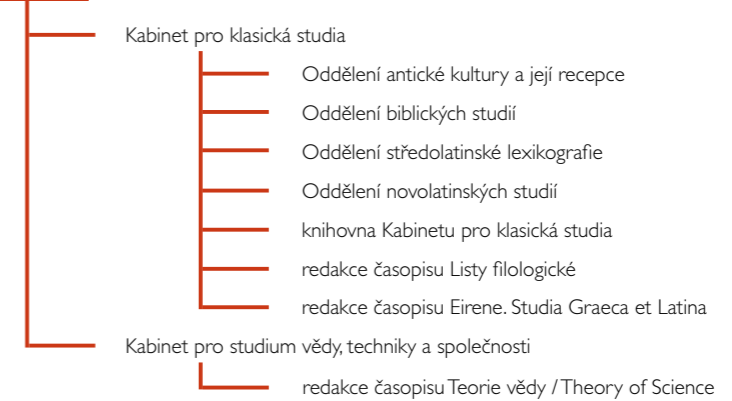 Kabinet pro klasická studia
Oddělení antické kultury a její recepce
Oddělení biblických studií
Oddělení středolatinské lexikografie
Oddělení novolatinských studií
knihovna Kabinetu pro klasická studia
redakce časopisu Listy filologické
redakce časopisu Eirene. Studia Graeca et Latina
Kabinet pro studium vědy, techniky a společnosti
redakce časopisu Teorie vědy / Theory of Science